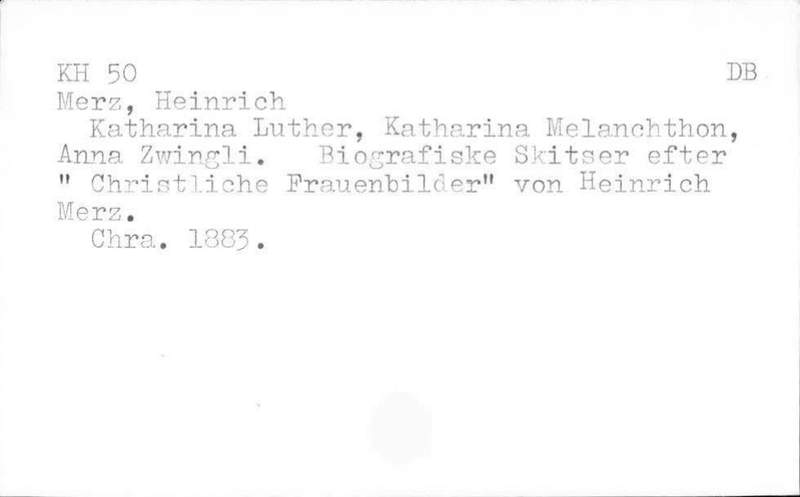 KH 50 DB
Merz, Heinrich
Katharina Luther, Katharina Melanchthon,
Anna Zwingli. Biografiske Skitser efter
" Christliche Frauenbilder" von Heinrich
Merz.
Chra. 1883.